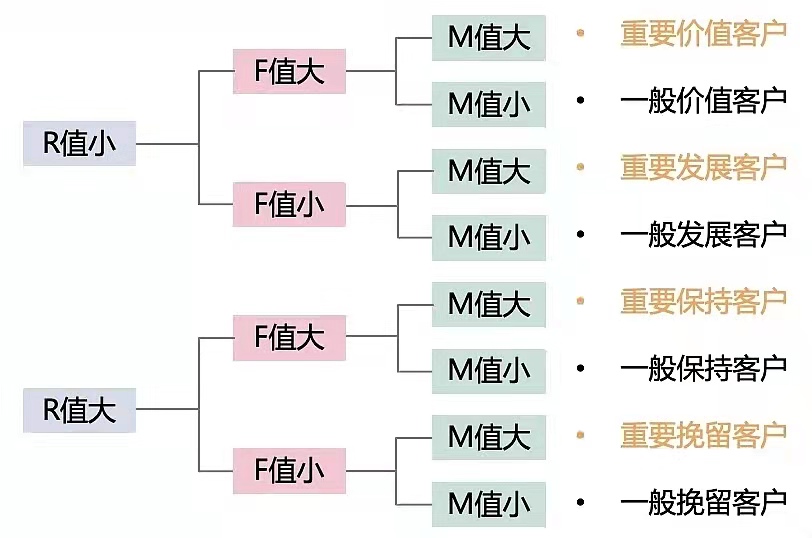 M值大 • 重要价值客户
F值大
M值小 • 一般价值客户
R值小
M值大 • 重要发展客户
F值小
M值小 • 一般发展客户
M值大 • 重要保持客户
F值大
M值小 • 一般保持客户
R值大
M值大 • 重要挽留客户
F值小
M值小 • 一般挽留客户